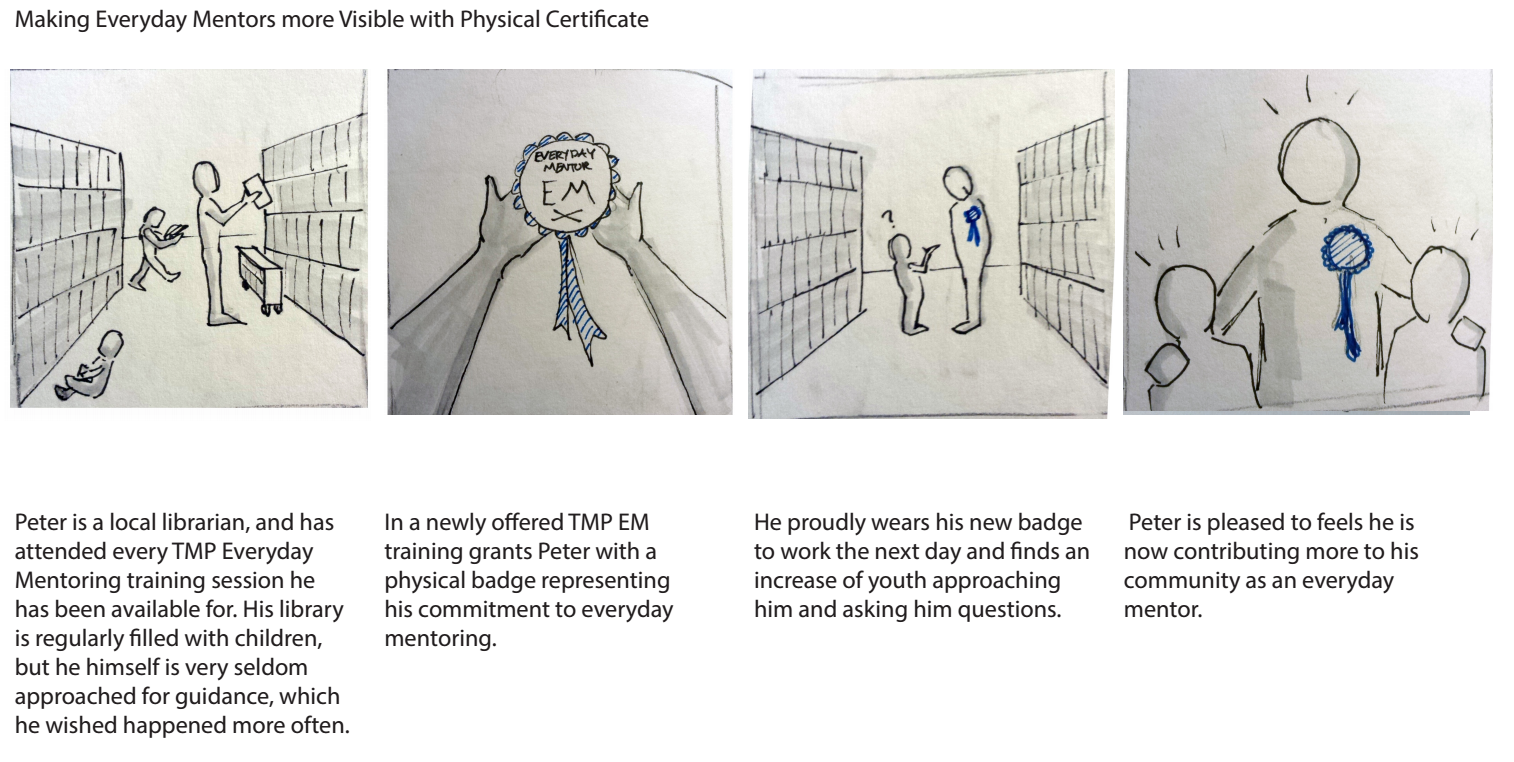 Making Everyday Mentors more Visible with Physical Certificate
EVERYDAY
MENTOR
EM
?
Peter is a local librarian, and has
attended every TMP Everyday
Mentoring training session he
has been available for. His library
is regularly filled with children,
but he himself is very seldom
approached for guidance, which
he wished happened more often.
In a newly offered TMP EM
training grants Peter with a
physical badge representing
his commitment to everyday
mentoring.
He proudly wears his new badge
to work the next day and finds an
increase of youth approaching
him and asking him questions.
Peter is pleased to feels he is
now contributing more to his
community as an everyday
mentor.